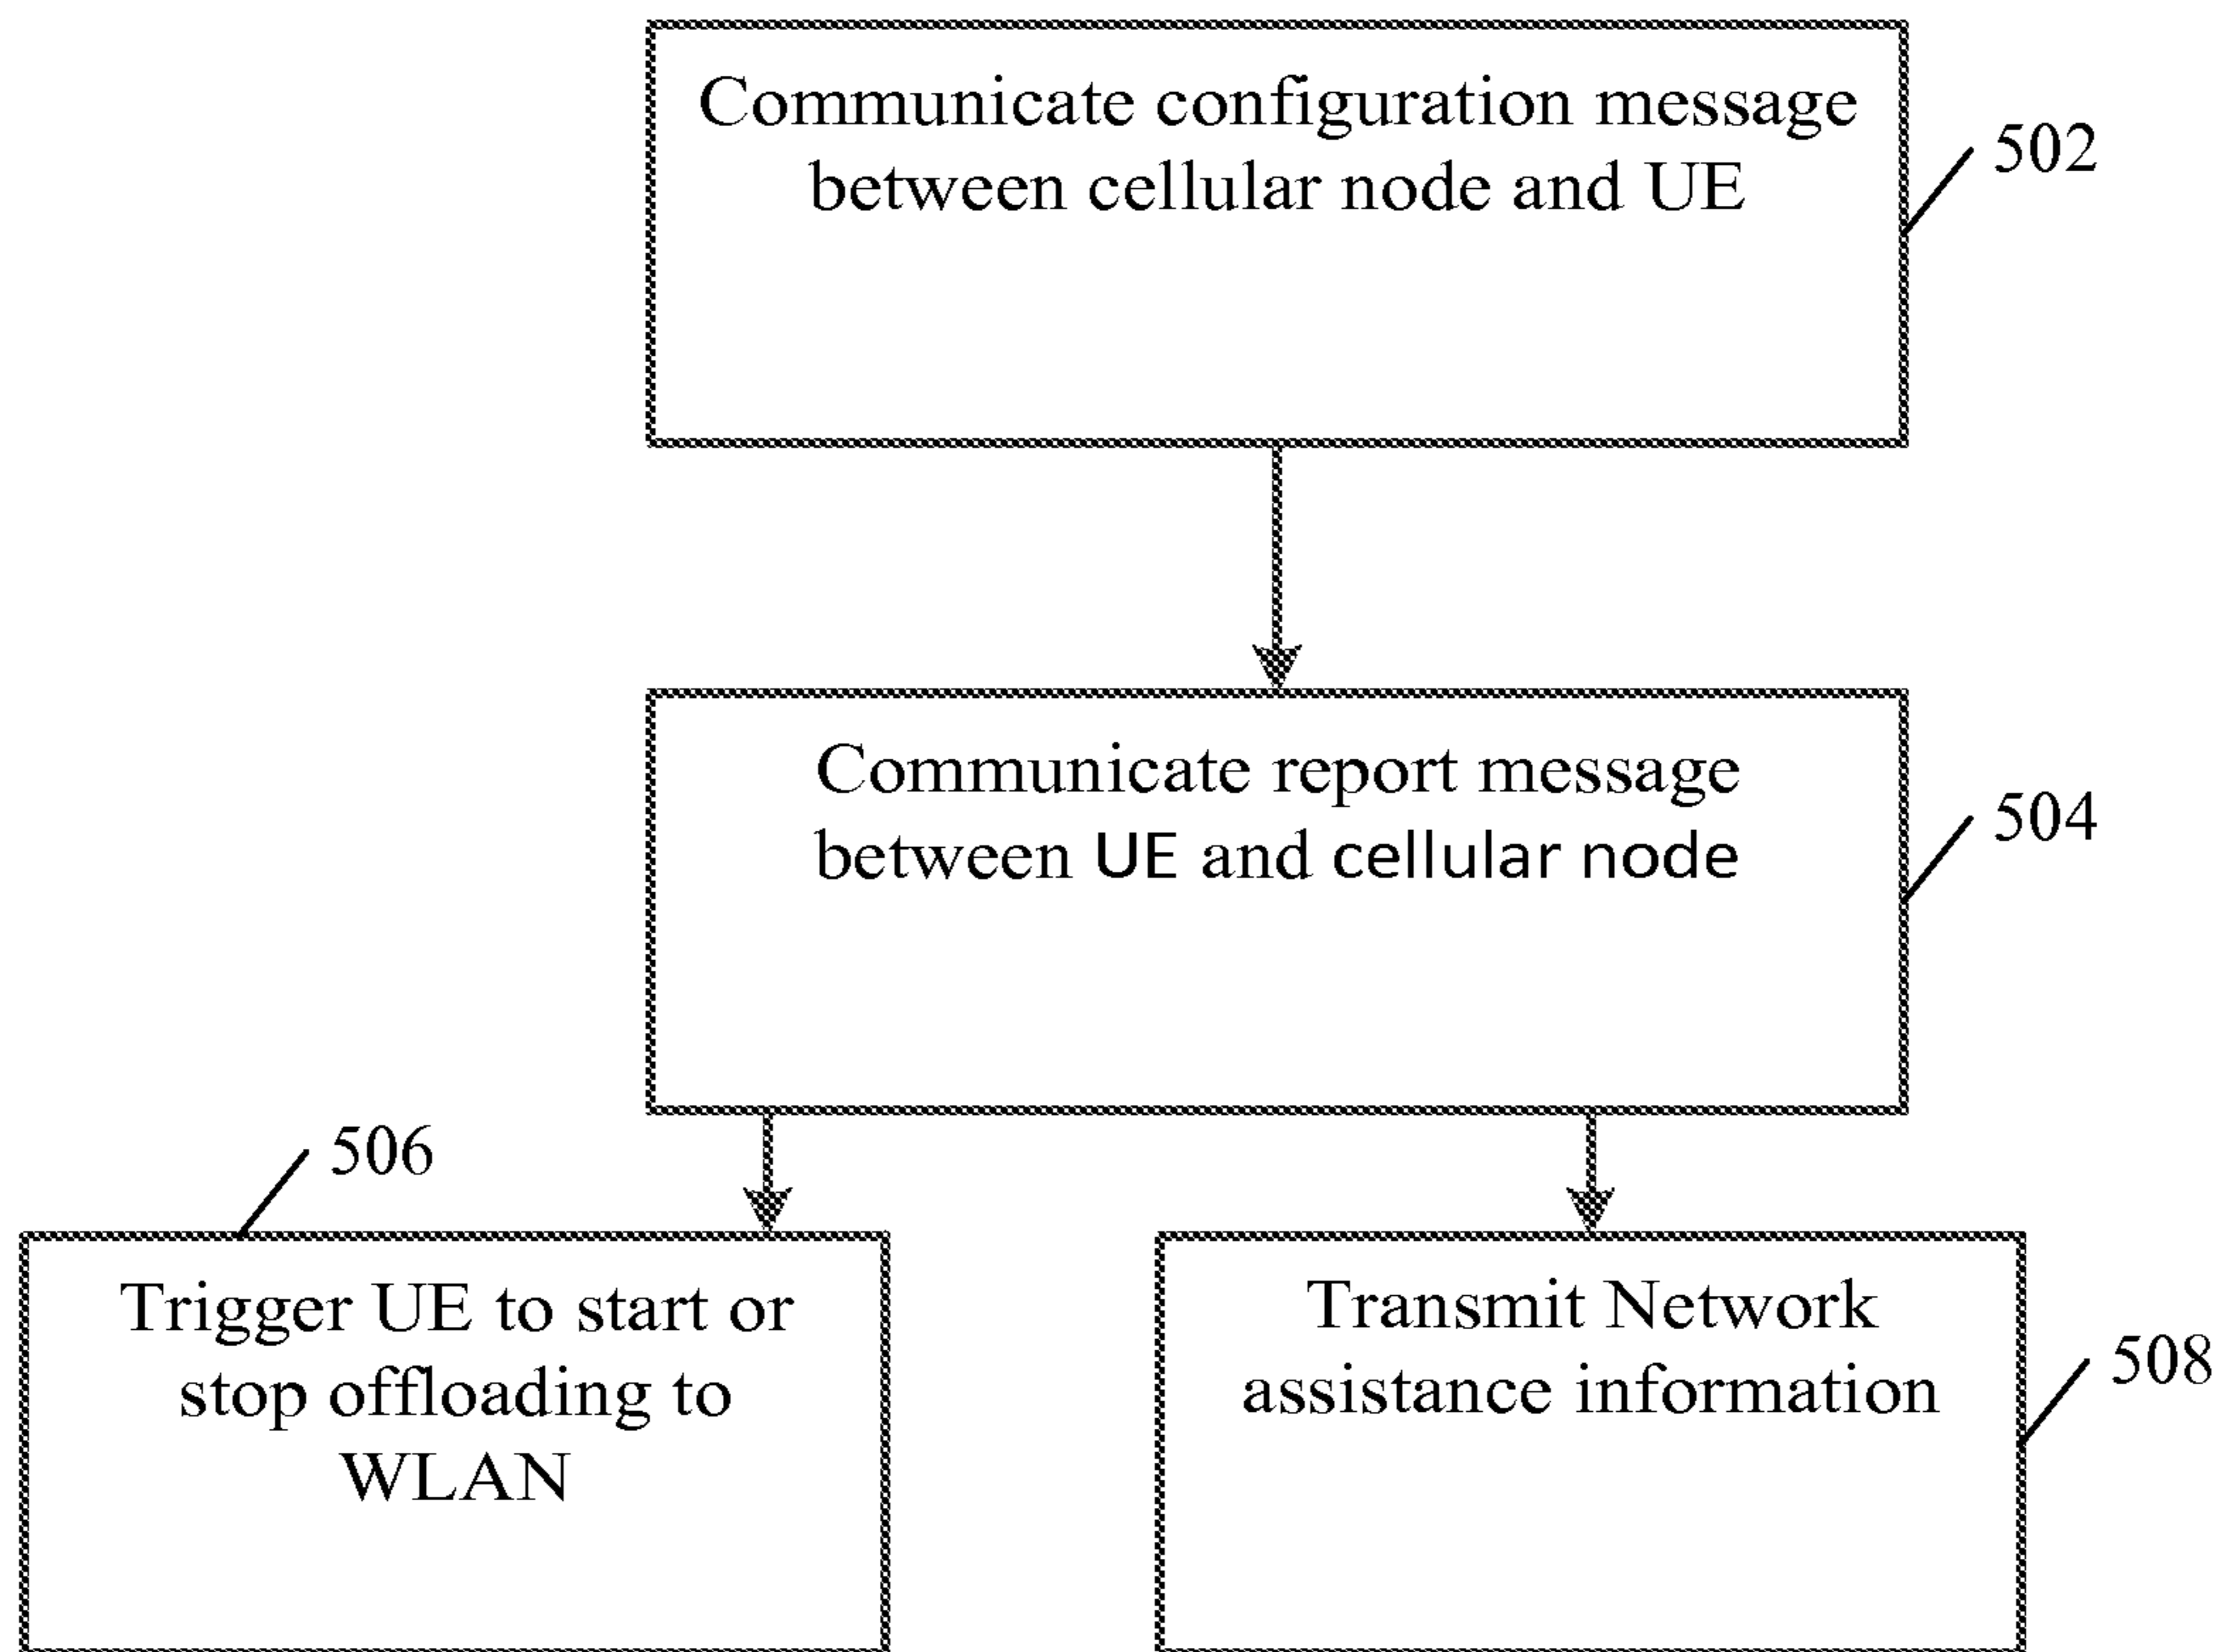 Communicate configuration message
between cellular node and UE
502
Communicate report message
between UE and cellular node
504
506
Trigger UE to start or
stop offloading to
WLAN
Transmit Network
assistance information
508